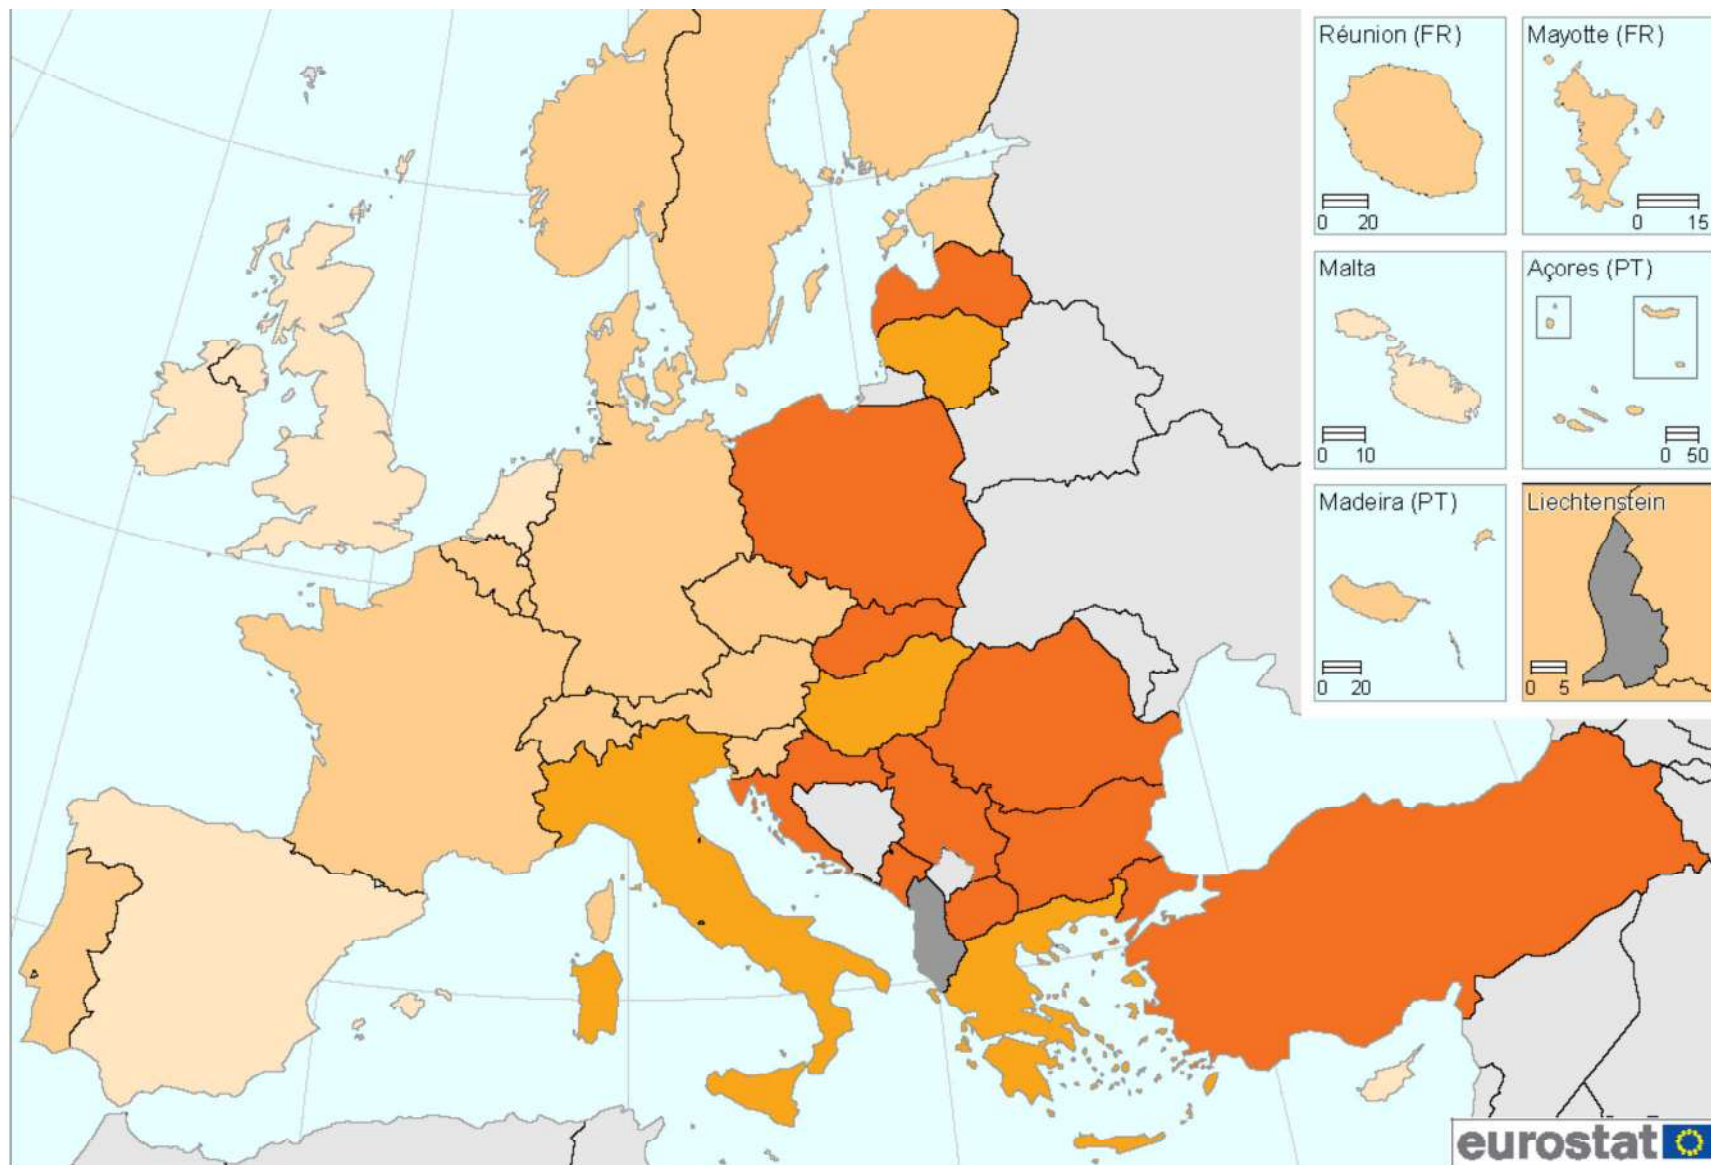 Réunion (FR)
0 20
Mayotte (FR)
0 15
Malta
0 10
Açores (PT)
0 50
Madeira (PT)
0 20
Liechtenstein
0 5
eurostat